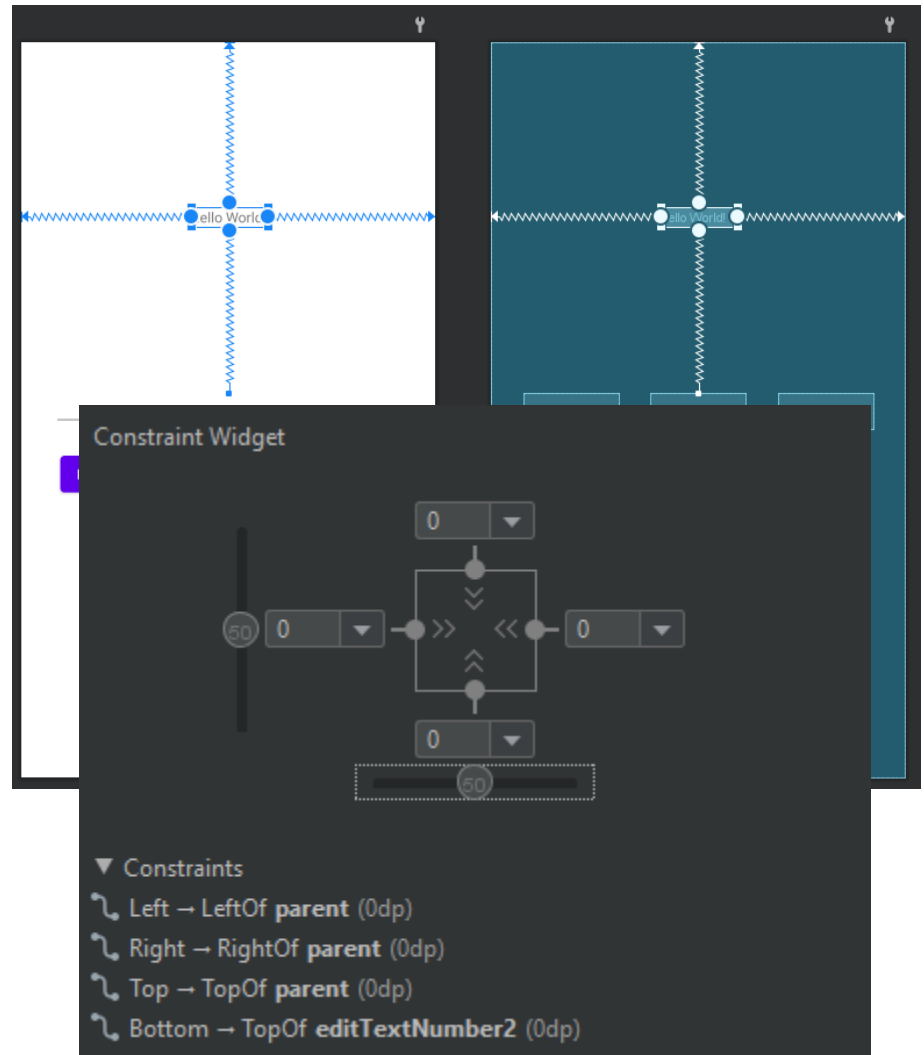 ello World
ello World!
Constraint Widget
0
50
0
0
0
50
Constraints
Left → LeftOf parent (0dp)
Right → RightOf parent (0dp)
Top → TopOf parent (0dp)
Bottom → TopOf editTextNumber2 (0dp)